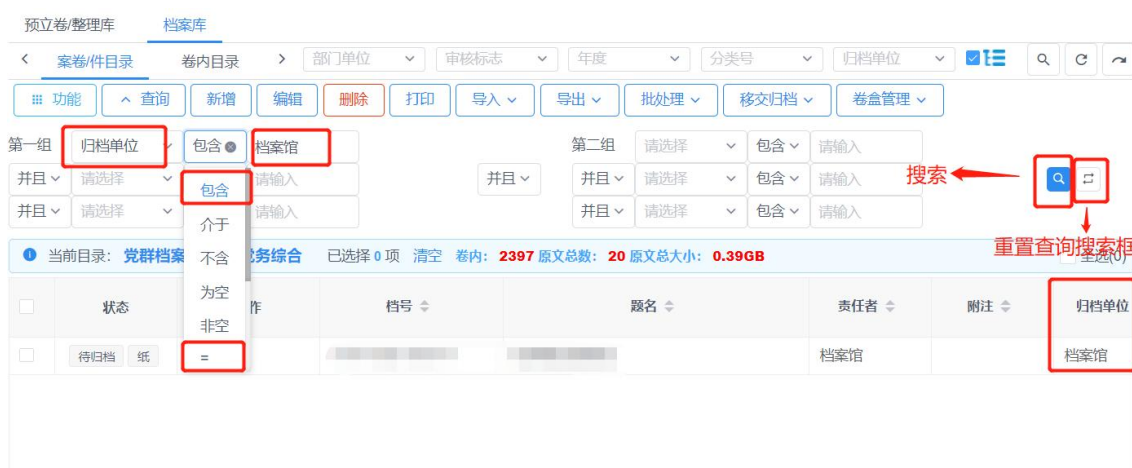 预立卷/整理库 档案库
案卷/件目录 卷内目录 部门单位 审核标志 年度 分类号 归档单位
功能 查询 新增 编辑 删除 打印 导入 导出 批处理 移交归档 卷盒管理
第一组 归档单位 包含 档案馆 第二组 请选择 包含 请输入
并且 请选择 请输入 并且 并且 请选择 包含 请输入 搜索
并且 请选择 请输入 并且 请选择 包含 请输入
包含
介于
不含
为空
非空
=
重置查询搜索框
当前目录: 党群档案 党务综合 已选择 0 项 清空 卷内: 2397 原文总数: 20 原文总大小: 0.39GB 全选(0)
状态 作 档号 题名 责任者 附注 归档单位
待归档 纸 档案馆 档案馆